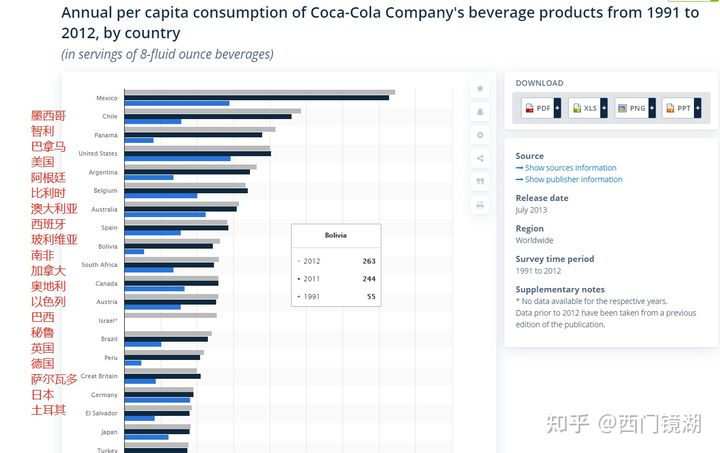 Annual per capita consumption of Coca-Cola Company's beverage products from 1991 to
2012, by country
(in servings of 8-fluid ounce beverages)
墨西哥
智利
巴拿马
美国
阿根廷
比利时
澳大利亚
西班牙
玻利维亚
南非
加拿大
奥地利
以色列
巴西
秘鲁
英国
德国
萨尔瓦多
日本
土耳其
Mexico
Chile
Panama
United States
Argentina
Belgium
Australia
Spain
Bolivia
South Africa
Canada
Austria
Israel*
Brazil
Peru
Great Britain
Germany
El Salvador
Japan
Turkey
Bolivia
2012 263
2011 244
1991 55
DOWNLOAD
PDF +
XLS +
PNG +
PPT +
Source
→ Show sources information
→ Show publisher information
Release date
July 2013
Region
Worldwide
Survey time period
1991 to 2012
Supplementary notes
* No data available for the respective years.
Data prior to 2012 have been taken from a previous
edition of the publication.
知乎 @西门镜湖